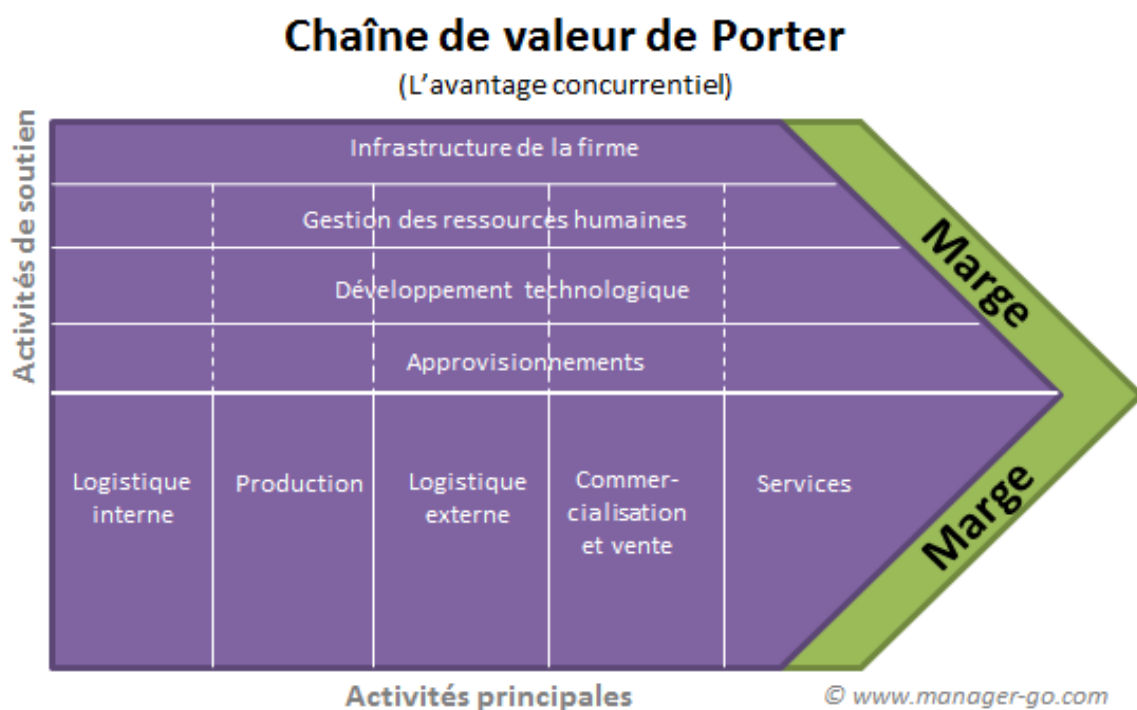 Chaîne de valeur de Porter
(L'avantage concurrentiel)
Activités de soutien
Infrastructure de la firme
Gestion des ressources humaines
Développement technologique
Approvisionnements
Logistique
interne
Production
Logistique
externe
Commer-
cialisation
et vente
Services
Marge
Marge
Activités principales
© www.manager-go.com